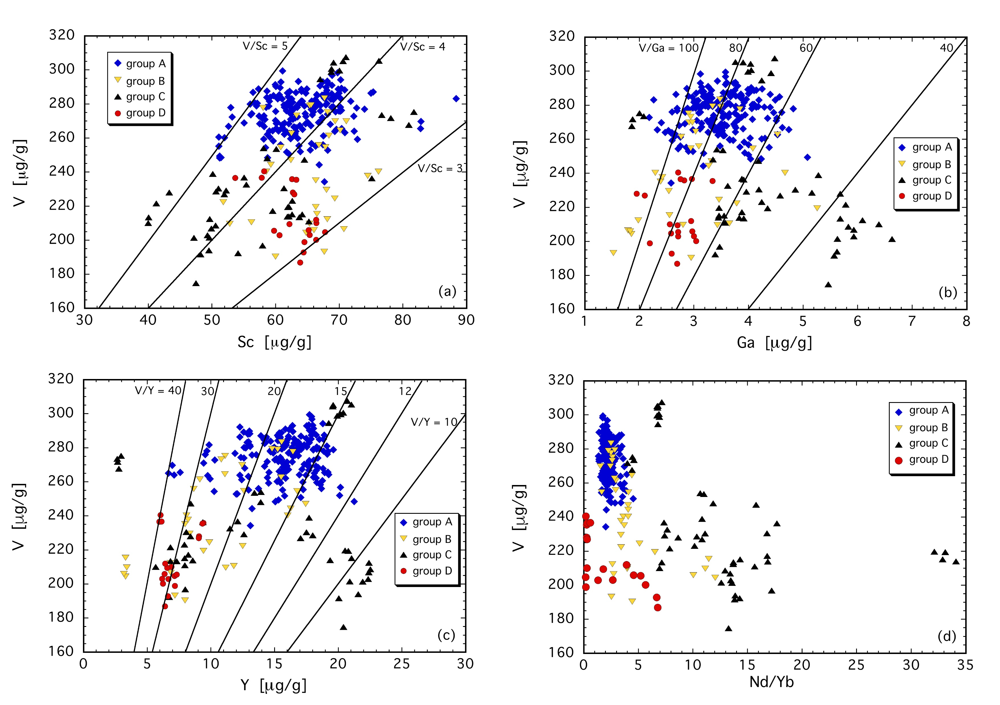 320
300
280
260
240
220
200
180
160
V [μg/g]
V/Sc = 5
V/Sc = 4
V/Sc = 3
group A
group B
group C
group D
(a)
30 40 50 60 70 80 90
Sc [μg/g]
320
300
280
260
240
220
200
180
160
V [μg/g]
V/Ga = 100 80 60 40
group A
group B
group C
group D
(b)
1 2 3 4 5 6 7 8
Ga [μg/g]
320
300
280
260
240
220
200
180
160
V [μg/g]
V/Y = 40 30 20 15 12
V/Y = 10
group A
group B
group C
group D
(c)
0 5 10 15 20 25 30
Y [μg/g]
320
300
280
260
240
220
200
180
160
V [μg/g]
group A
group B
group C
group D
(d)
0 5 10 15 20 25 30 35
Nd/Yb